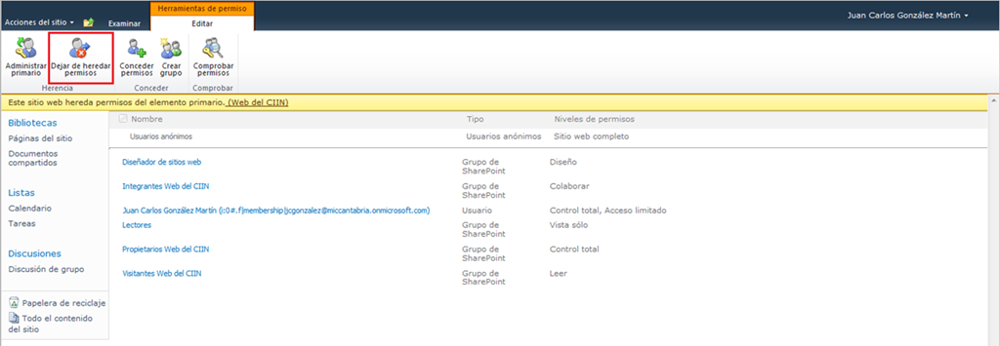 Herramientas de permiso
Acciones del sitio
Examinar
Editar
Juan Carlos González Martín
Administrar primario
Dejar de heredar permisos
Conceder permisos
Crear grupo
Comprobar permisos
Herencia
Conceder
Comprobar
Este sitio web hereda permisos del elemento primario. (Web del CIIN)
Bibliotecas
Páginas del sitio
Documentos
compartidos
Listas
Calendario
Tareas
Discusiones
Discusión de grupo
Papelera de reciclaje
Todo el contenido
del sitio
Nombre Tipo Niveles de permisos
Usuarios anónimos Usuarios anónimos Sitio web completo
Diseñador de sitios web Grupo de Diseño
SharePoint
Integrantes Web del CIIN Grupo de Colaborar
SharePoint
Juan Carlos González Martín (i:0#.f|membership|jcgonzalez@miccantabria.onmicrosoft.com) Usuario Control total, Acceso limitado
Lectores Grupo de Vista sólo
SharePoint
Propietarios Web del CIIN Grupo de Control total
SharePoint
Visitantes Web del CIIN Grupo de Leer
SharePoint